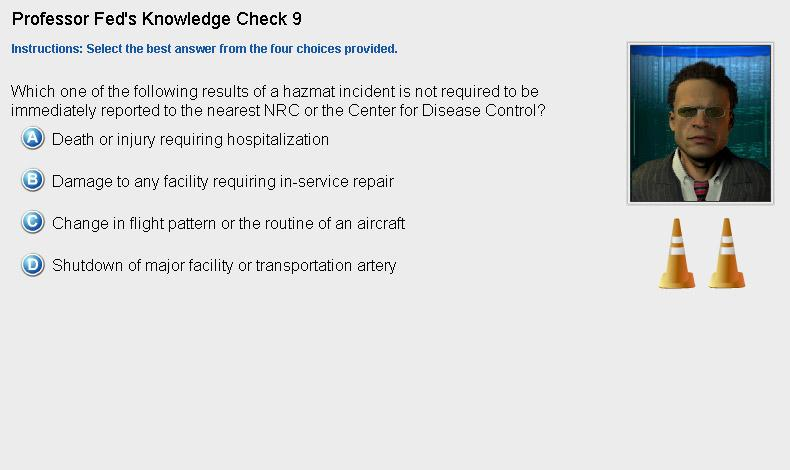 Professor Fed's Knowledge Check 9
Instructions: Select the best answer from the four choices provided.
Which one of the following results of a hazmat incident is not required to be
immediately reported to the nearest NRC or the Center for Disease Control?
A Death or injury requiring hospitalization
B Damage to any facility requiring in-service repair
C Change in flight pattern or the routine of an aircraft
D Shutdown of major facility or transportation artery